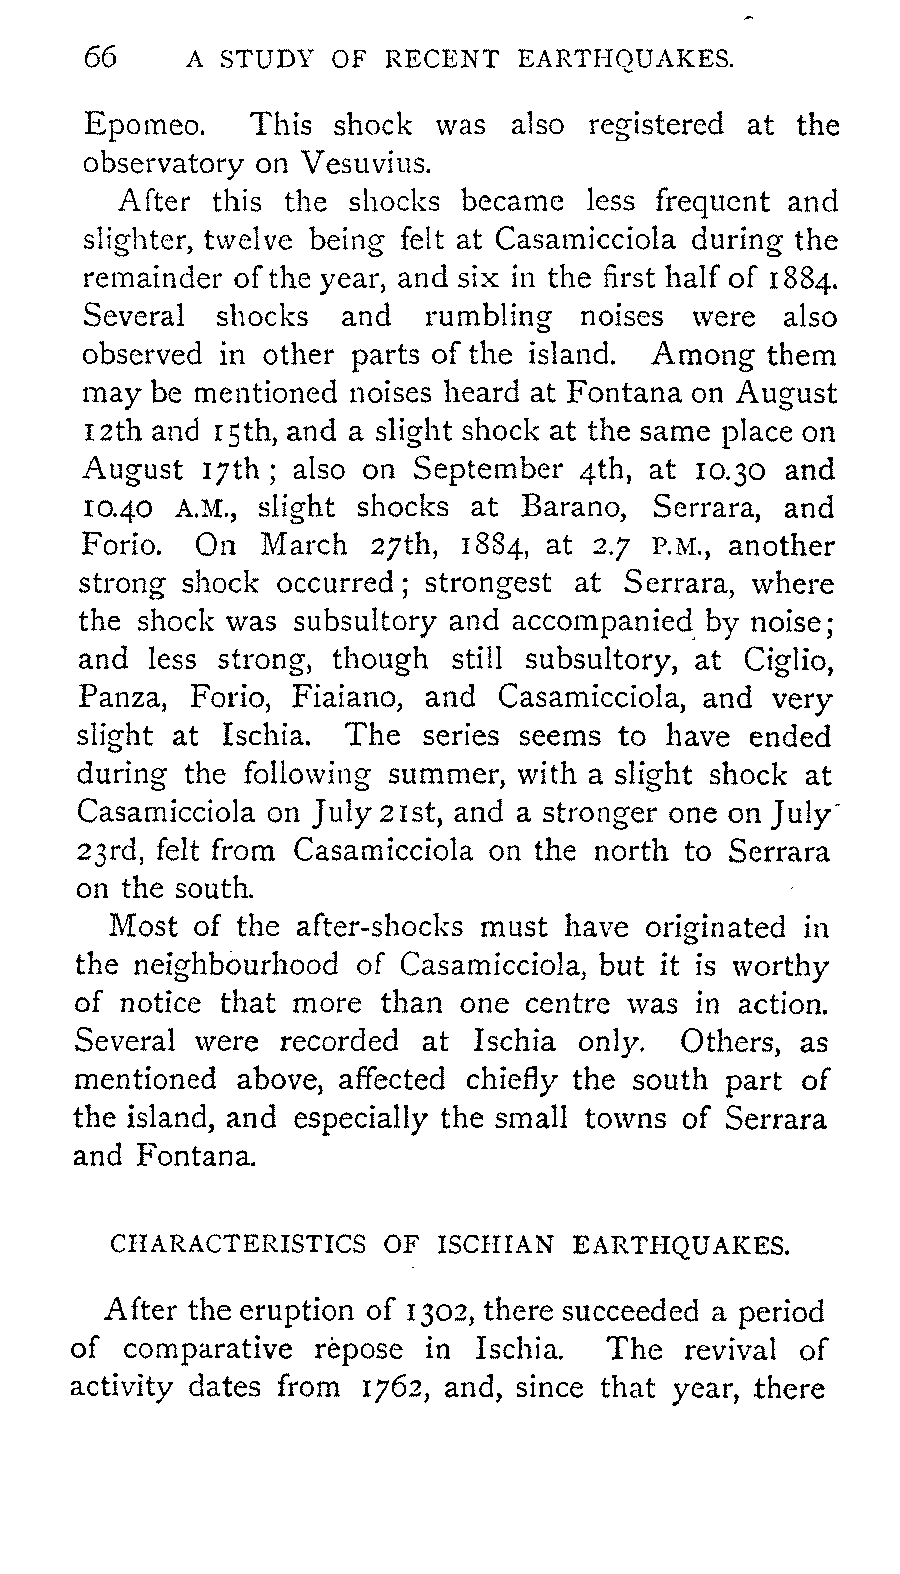 66 A STUDY OF RECENT EARTHQUAKES.
Epomeo. This shock was also registered at the
observatory on Vesuvius.
After this the shocks became less frequent and
slighter, twelve being felt at Casamicciola during the
remainder of the year, and six in the first half of 1884.
Several shocks and rumbling noises were also
observed in other parts of the island. Among them
may be mentioned noises heard at Fontana on August
12th and 15th, and a slight shock at the same place on
August 17th; also on September 4th, at 10.30 and
10.40 A.M., slight shocks at Barano, Serrara, and
Forio. On March 27th, 1884, at 2.7 P.M., another
strong shock occurred; strongest at Serrara, where
the shock was subsultory and accompanied by noise;
and less strong, though still subsultory, at Ciglio,
Panza, Forio, Fiaiano, and Casamicciola, and very
slight at Ischia. The series seems to have ended
during the following summer, with a slight shock at
Casamicciola on July 21st, and a stronger one on July
23rd, felt from Casamicciola on the north to Serrara
on the south.
Most of the after-shocks must have originated in
the neighbourhood of Casamicciola, but it is worthy
of notice that more than one centre was in action.
Several were recorded at Ischia only. Others, as
mentioned above, affected chiefly the south part of
the island, and especially the small towns of Serrara
and Fontana.
CHARACTERISTICS OF ISCHIAN EARTHQUAKES.
After the eruption of 1302, there succeeded a period
of comparative repose in Ischia. The revival of
activity dates from 1762, and, since that year, there